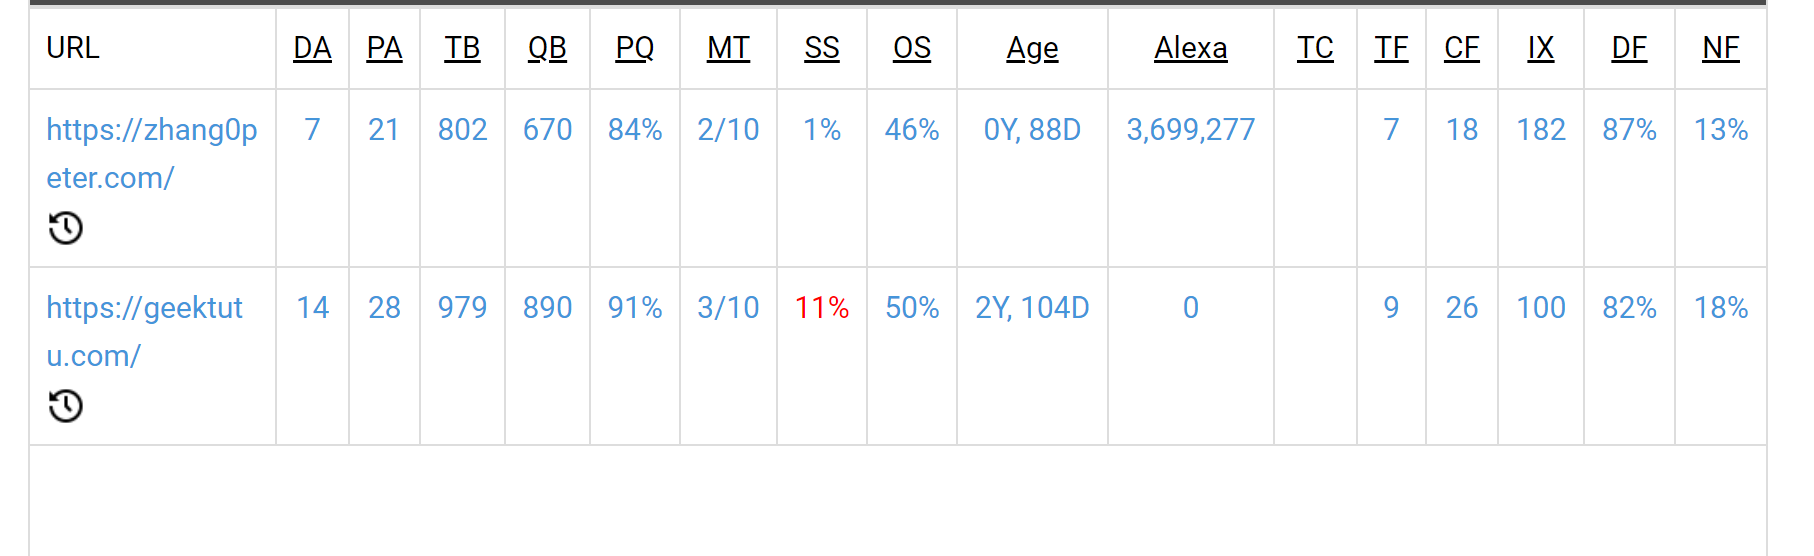 URL DA PA TB QB PQ MT SS OS Age Alexa TC TF CF IX DF NF
https://zhang0p 7 21 802 670 84% 2/10 1% 46% 0Y, 88D 3,699,277 7 18 182 87% 13%
eter.com/
https://geektut 14 28 979 890 91% 3/10 11% 50% 2Y, 104D 0 9 26 100 82% 18%
u.com/